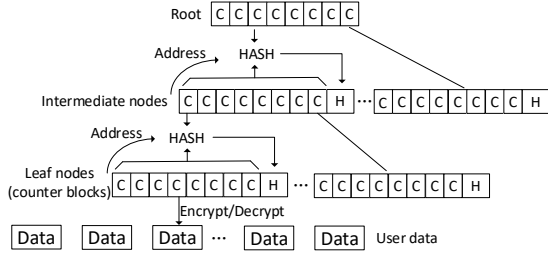 Root C C C C C C C C
Address HASH
Intermediate nodes C C C C C C C C H ... C C C C C C C C H
Address HASH
Leaf nodes
(counter blocks) C C C C C C C C H ... C C C C C C C C H
Encrypt/Decrypt
Data Data Data ... Data Data User data